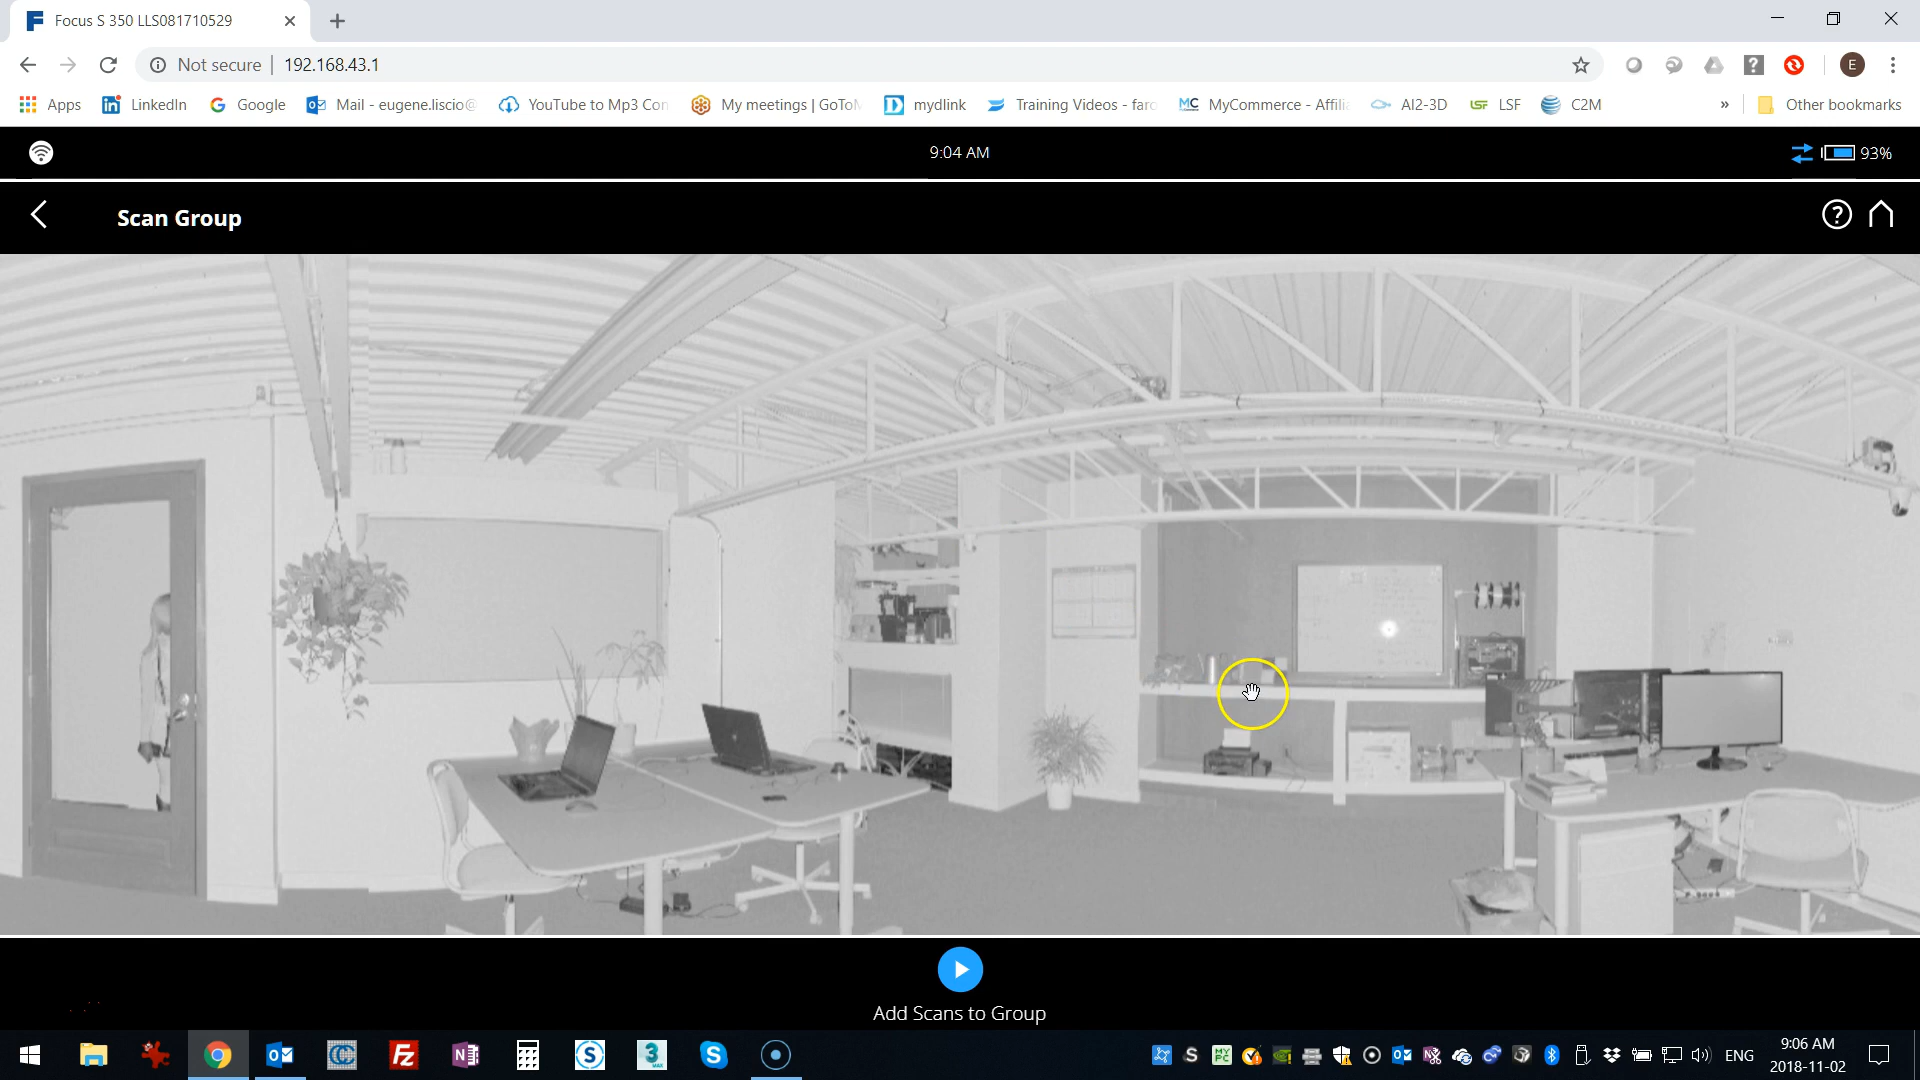 Focus S 350 LLS081710529
Not secure 192.168.43.1
E
Apps LinkedIn Google Mail - eugene.liscio@ YouTube to Mp3 Con My meetings | GoToM mydlink Training Videos - faro MyCommerce - Affili AI2-3D LSF C2M » Other bookmarks
9:04 AM 93%
Scan Group
Add Scans to Group
ENG 9:06 AM
2018-11-02